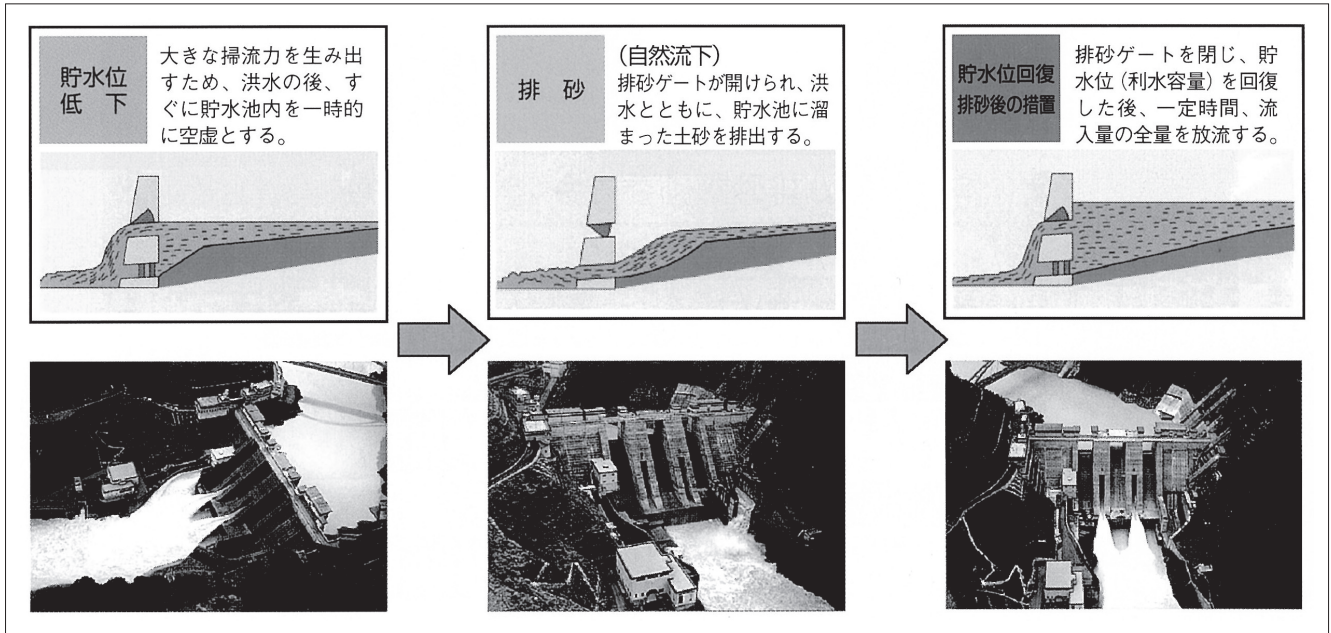 貯水位
低　下
大きな掃流力を生み出
すため、洪水の後、す
ぐに貯水池内を一時的
に空虚とする。
排　砂
(自然流下)
排砂ゲートが開けられ、洪
水とともに、貯水池に溜
まった土砂を排出する。
貯水位回復
排砂後の措置
排砂ゲートを閉じ、貯
水位(利水容量)を回復
した後、一定時間、流
入量の全量を放流する。